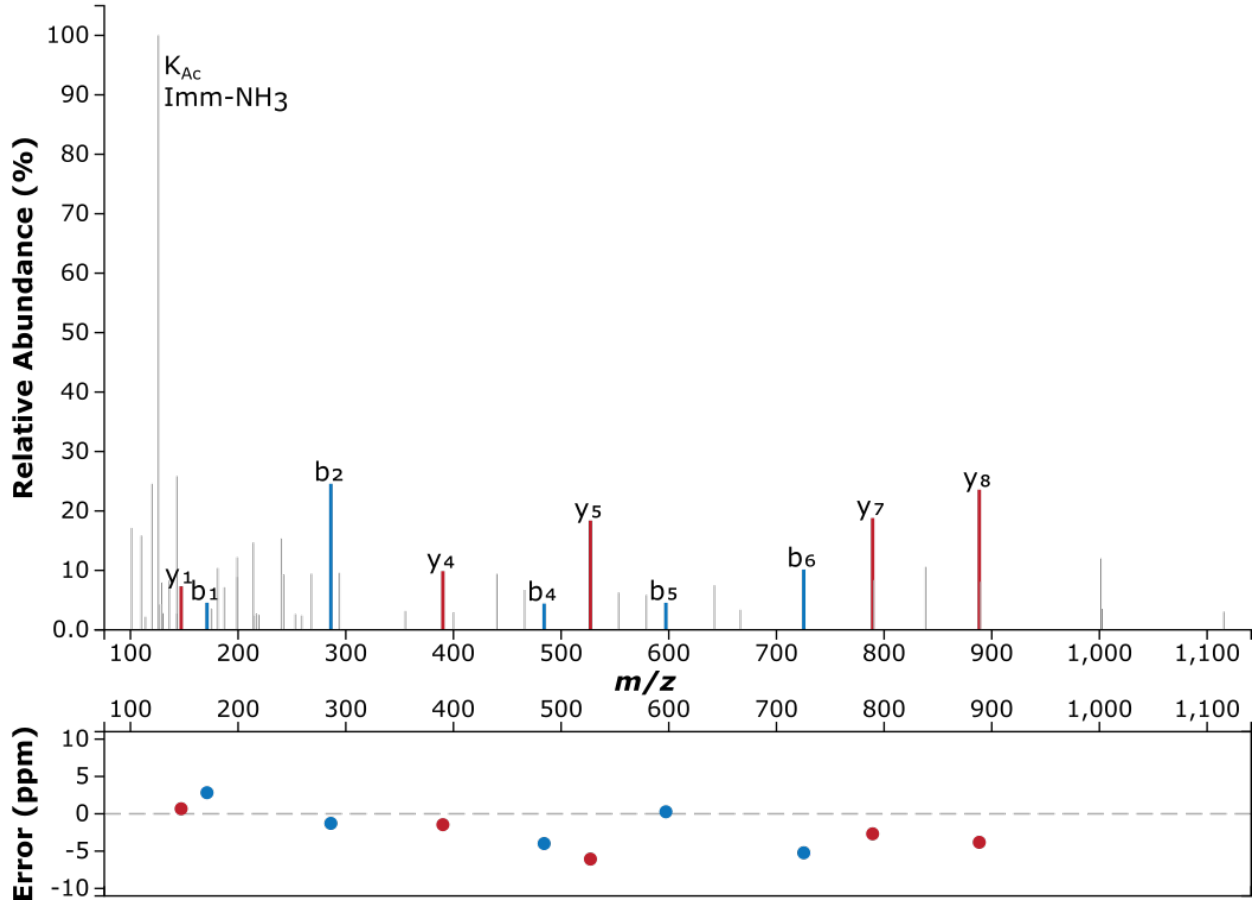 100
90
80
70
60
50
40
30
20
10
0.0
Relative Abundance (%)
K_Ac
Imm-NH3
y₁
b₁
b₂
y₄
b₄
y₅
b₅
b₆
y₇
y₈
100 200 300 400 500 600 700 800 900 1,000 1,100
m/z
100 200 300 400 500 600 700 800 900 1,000 1,100
Error (ppm)
10
5
0
-5
-10